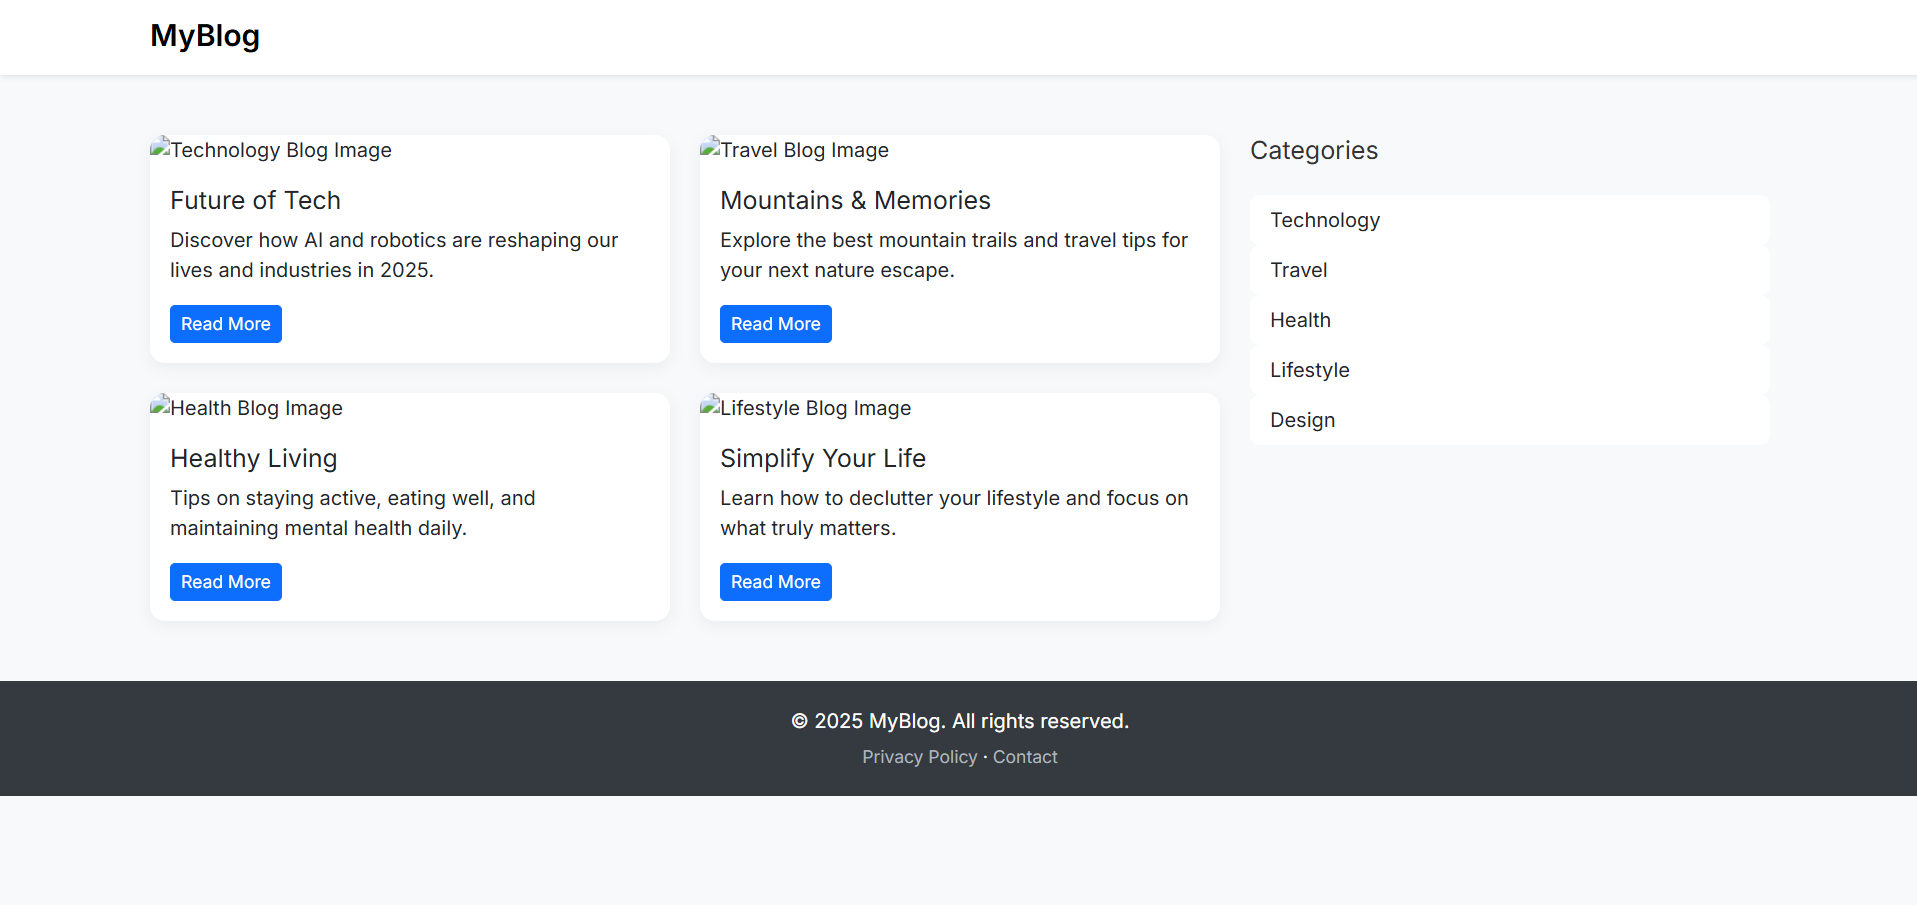 MyBlog
Technology Blog Image
Future of Tech
Discover how AI and robotics are reshaping our
lives and industries in 2025.
Read More
Travel Blog Image
Mountains & Memories
Explore the best mountain trails and travel tips for
your next nature escape.
Read More
Health Blog Image
Healthy Living
Tips on staying active, eating well, and
maintaining mental health daily.
Read More
Lifestyle Blog Image
Simplify Your Life
Learn how to declutter your lifestyle and focus on
what truly matters.
Read More
Categories
Technology
Travel
Health
Lifestyle
Design
© 2025 MyBlog. All rights reserved.
Privacy Policy · Contact